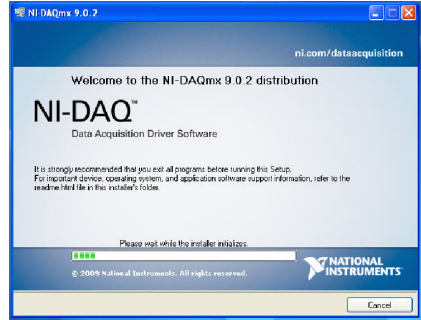 NI-DAQmx 9.0.2
ni.com/dataacquisition
Welcome to the NI-DAQmx 9.0.2 distribution
NI-DAQ™
Data Acquisition Driver Software
It is strongly recommended that you exit all programs before running this Setup.
For important device, operating system, and application software support information, refer to the
readme.html file in this installer's folder.
Please wait while the installer initializes.
© 2009 National Instruments. All rights reserved.
NATIONAL
INSTRUMENTS
Cancel